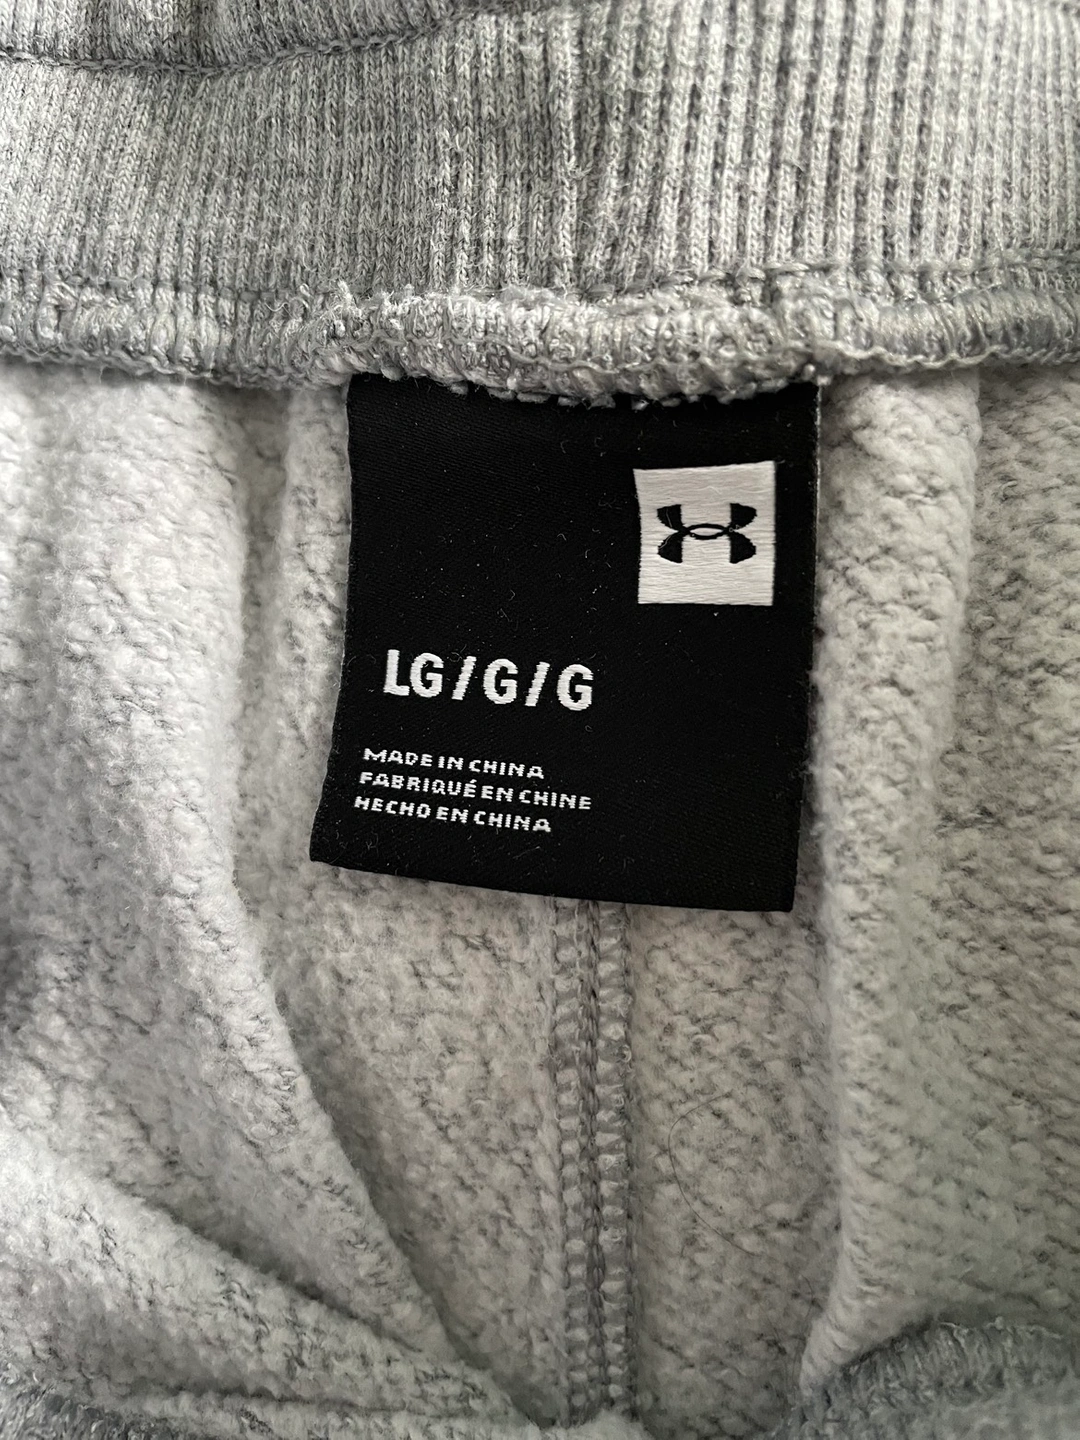 LG/G/G
MADE IN CHINA
FABRIQUÉ EN CHINE
HECHO EN CHINA